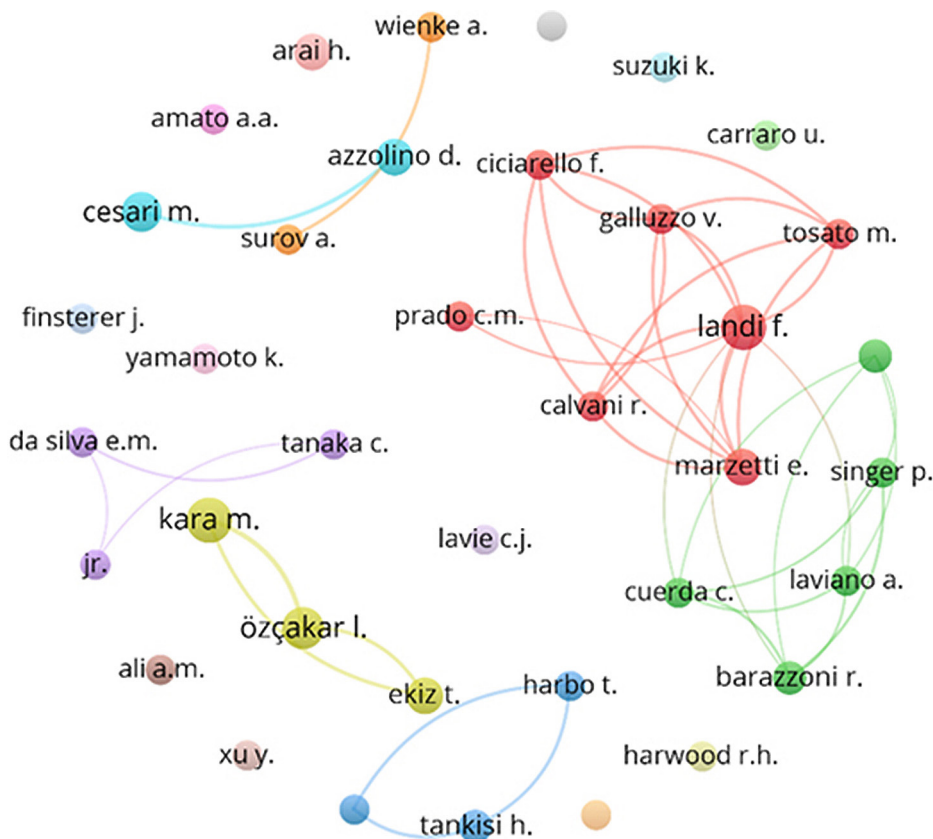 wienke a.
arai h.
suzuki k.
amato a.a.
carraro u.
azzolino d.
ciciarello f.
cesari m.
galluzzo v.
surov a.
tosato m.
finsterer j.
prado c.m.
landi f.
yamamoto k.
calvani r.
da silva e.m.
tanaka c.
marzetti e.
singer p.
kara m.
lavie c.j.
jr.
cuerda c.
laviano a.
özçakar l.
ali a.m.
barazzoni r.
ekiz t.
harbo t.
xu y.
harwood r.h.
tankisi h.